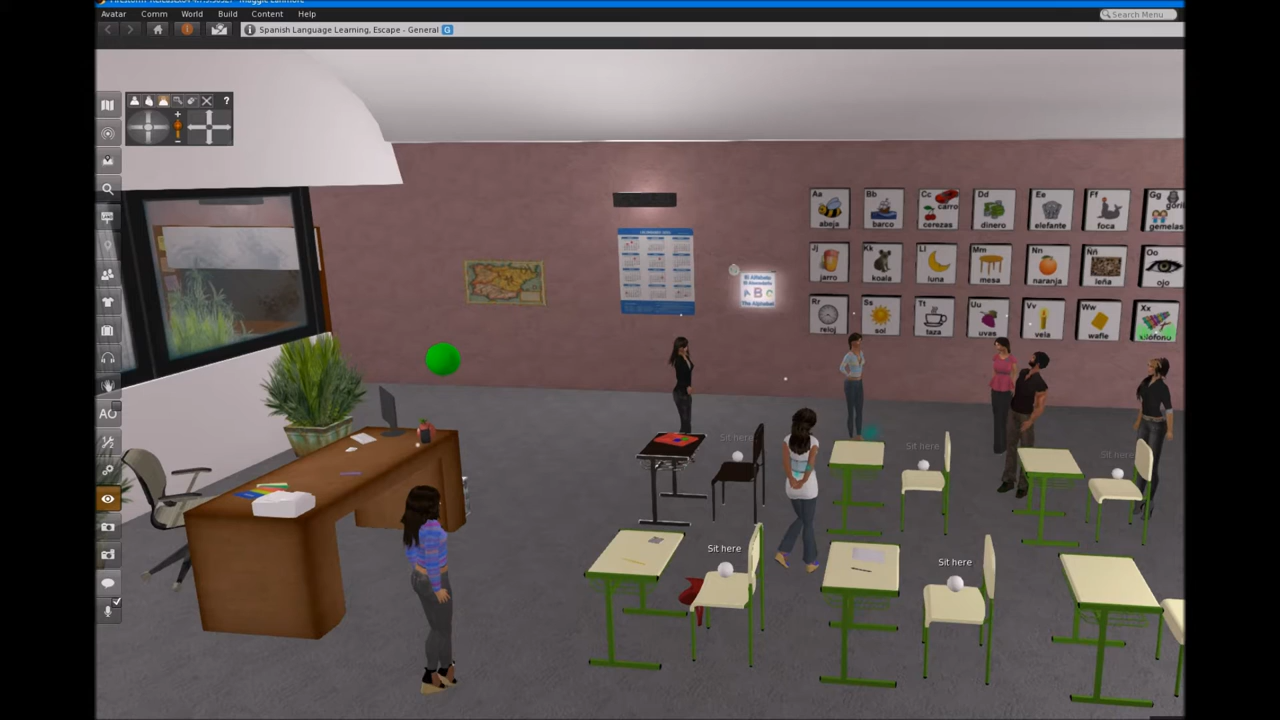 Avatar Comm World Build Content Help
Search Menu
Spanish Language Learning, Escape - General G
?
Aa
abeja
Bb
barco
Cc
carro
cerezas
Dd
dinero
Ee
elefante
Ff
foca
Gg
gemelas
Jj
jarro
Kk
koala
Ll
luna
Mm
mesa
Nn
naranja
Ññ
leña
Oo
ojo
Rr
reloj
Ss
sol
Tt
taza
Uu
uvas
Vv
vela
Ww
wafle
Xx
A B C
The Alphabet
Sit here
Sit here
Sit here
Sit here
Sit here
AO